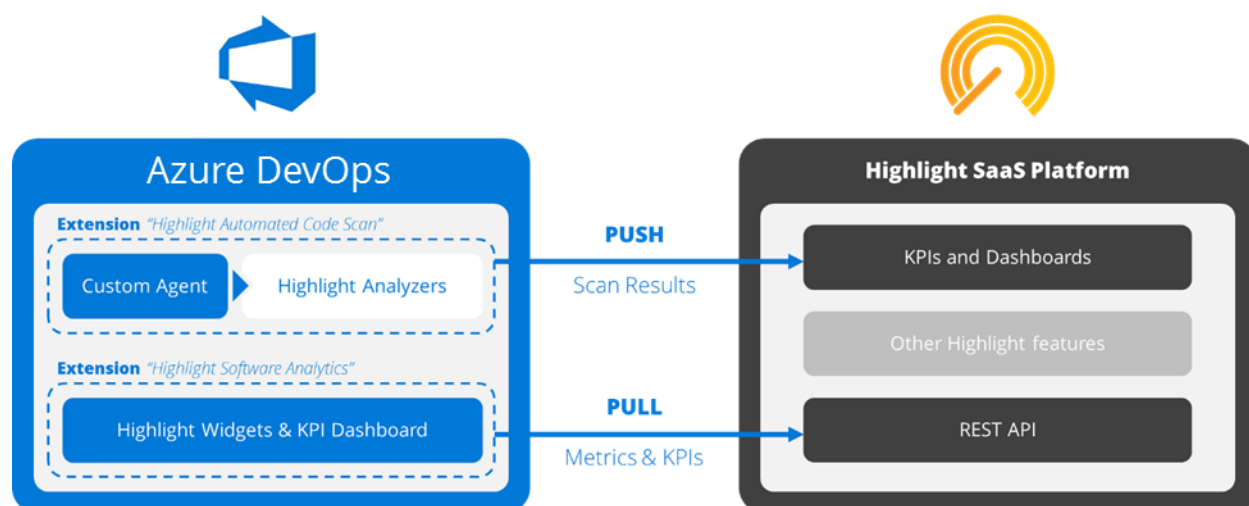 Azure DevOps
Extension "Highlight Automated Code Scan"
Custom Agent
Highlight Analyzers
Extension "Highlight Software Analytics"
Highlight Widgets & KPI Dashboard
PUSH
Scan Results
PULL
Metrics & KPIs
Highlight SaaS Platform
KPIs and Dashboards
Other Highlight features
REST API